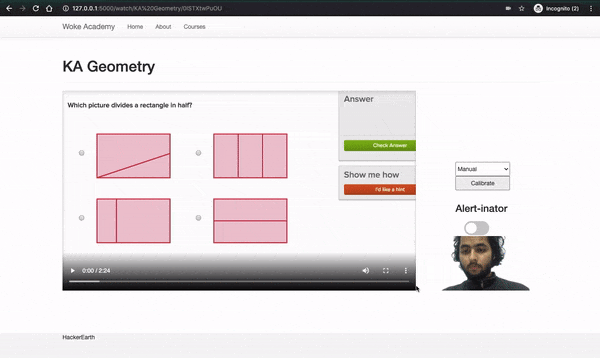 127.0.0.1:5000/watch/KA%20Geometry/0lSTXtwPuOU
Incognito (2)
Woke Academy
Home
About
Courses
KA Geometry
Which picture divides a rectangle in half?
Answer
Check Answer
Show me how
I'd like a hint
0:00 / 2:24
Manual
Calibrate
Alert-inator
HackerEarth